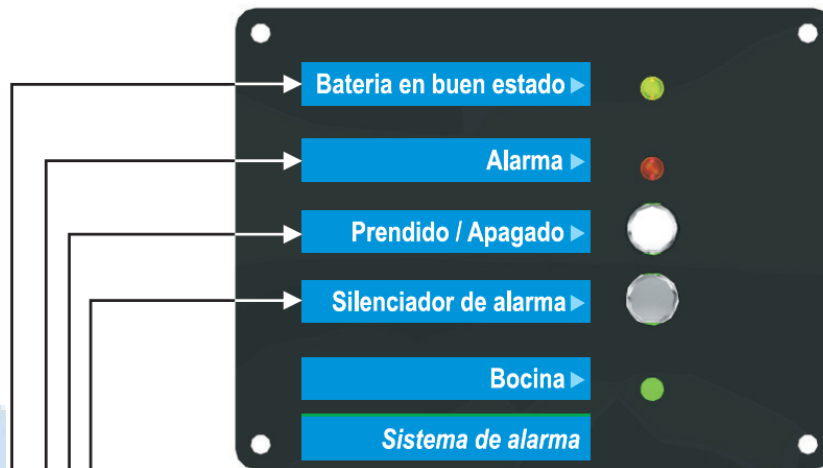 Bateria en buen estado
Alarma
Prendido / Apagado
Silenciador de alarma
Bocina
Sistema de alarma